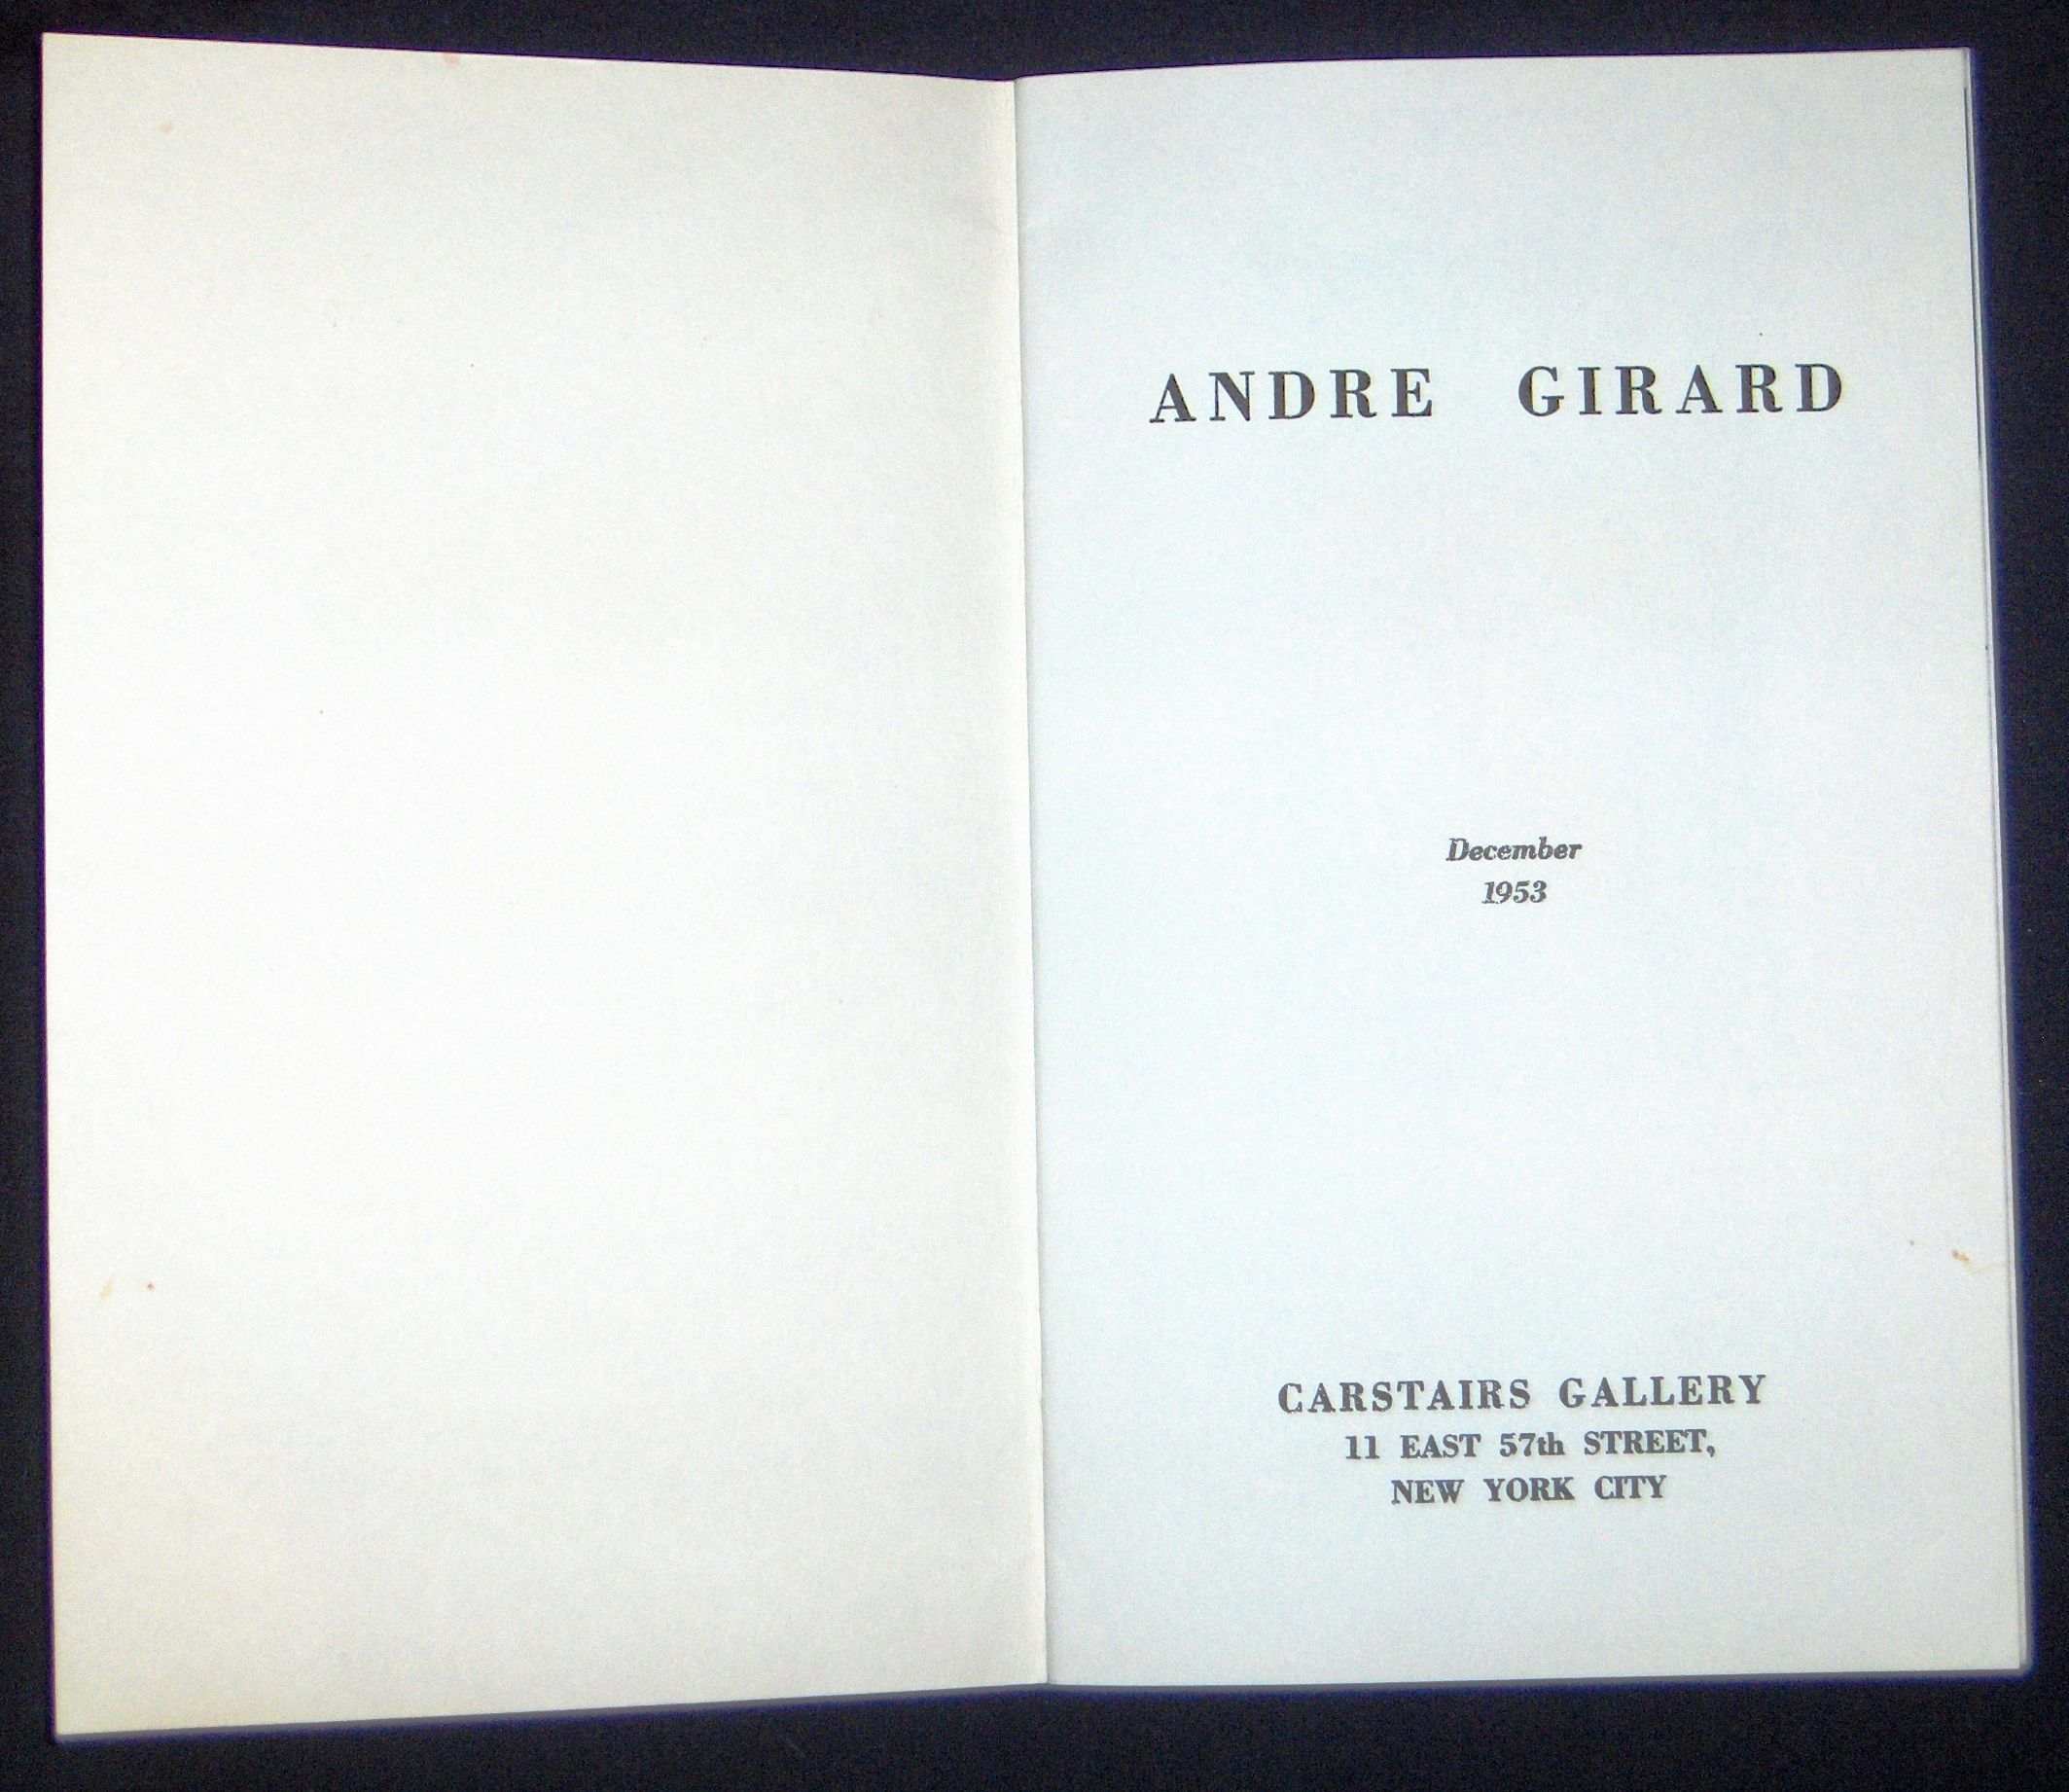 ANDRE GIRARD
December
1953
CARSTAIRS GALLERY
11 EAST 57th STREET,
NEW YORK CITY